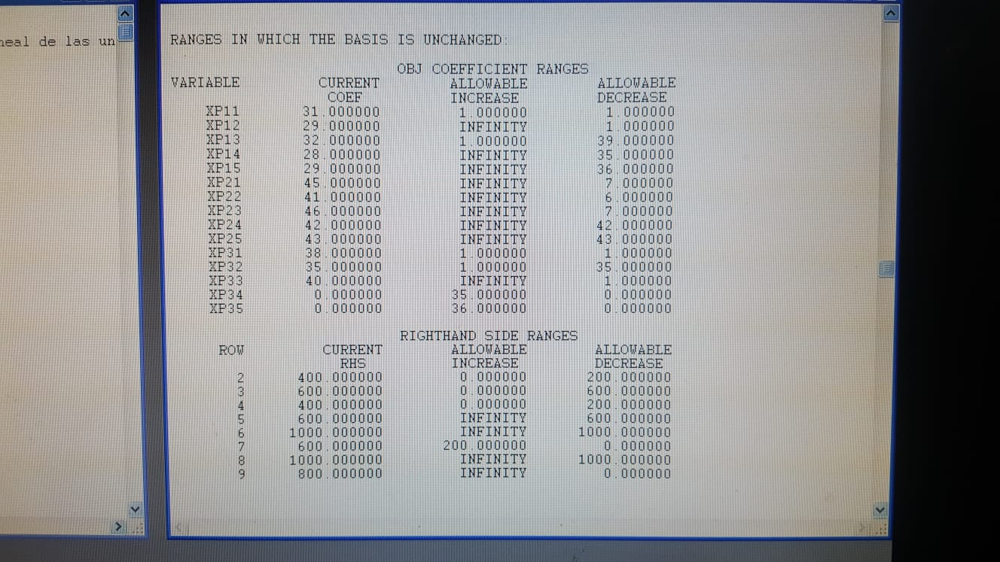 neal de las un
RANGES IN WHICH THE BASIS IS UNCHANGED:
OBJ COEFFICIENT RANGES
VARIABLE CURRENT ALLOWABLE ALLOWABLE
COEF INCREASE DECREASE
XP11 31.000000 1.000000 1.000000
XP12 29.000000 INFINITY 1.000000
XP13 32.000000 1.000000 39.000000
XP14 28.000000 INFINITY 35.000000
XP15 29.000000 INFINITY 36.000000
XP21 45.000000 INFINITY 7.000000
XP22 41.000000 INFINITY 6.000000
XP23 46.000000 INFINITY 7.000000
XP24 42.000000 INFINITY 42.000000
XP25 43.000000 INFINITY 43.000000
XP31 38.000000 1.000000 1.000000
XP32 35.000000 1.000000 35.000000
XP33 40.000000 INFINITY 1.000000
XP34 0.000000 35.000000 0.000000
XP35 0.000000 36.000000 0.000000
RIGHTHAND SIDE RANGES
ROW CURRENT ALLOWABLE ALLOWABLE
RHS INCREASE DECREASE
2 400.000000 0.000000 200.000000
3 600.000000 0.000000 600.000000
4 400.000000 0.000000 200.000000
5 600.000000 INFINITY 600.000000
6 1000.000000 INFINITY 1000.000000
7 600.000000 200.000000 0.000000
8 1000.000000 INFINITY 1000.000000
9 800.000000 INFINITY 0.000000